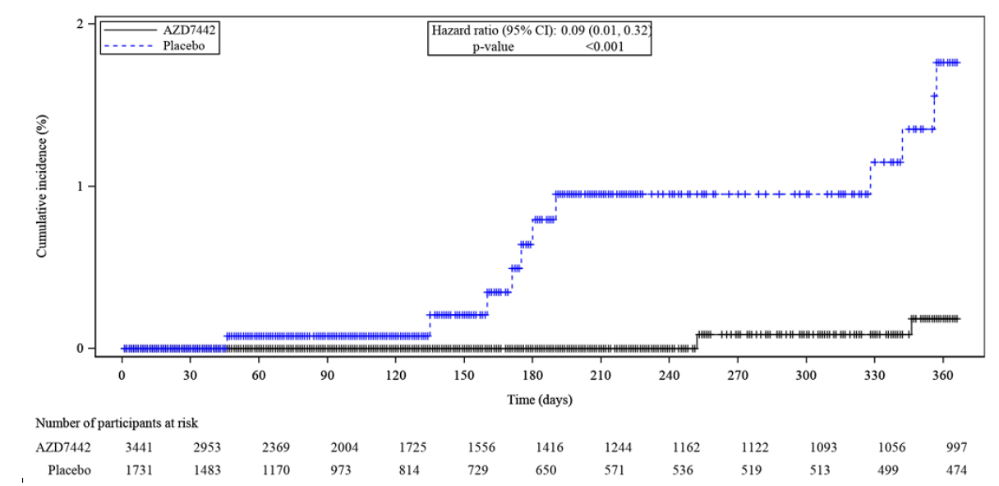 2
AZD7442
Placebo
Hazard ratio (95% CI): 0.09 (0.01, 0.32)
p-value <0.001
Cumulative incidence (%)
1
0
0 30 60 90 120 150 180 210 240 270 300 330 360
Time (days)
Number of participants at risk
AZD7442 3441 2953 2369 2004 1725 1556 1416 1244 1162 1122 1093 1056 997
Placebo 1731 1483 1170 973 814 729 650 571 536 519 513 499 474